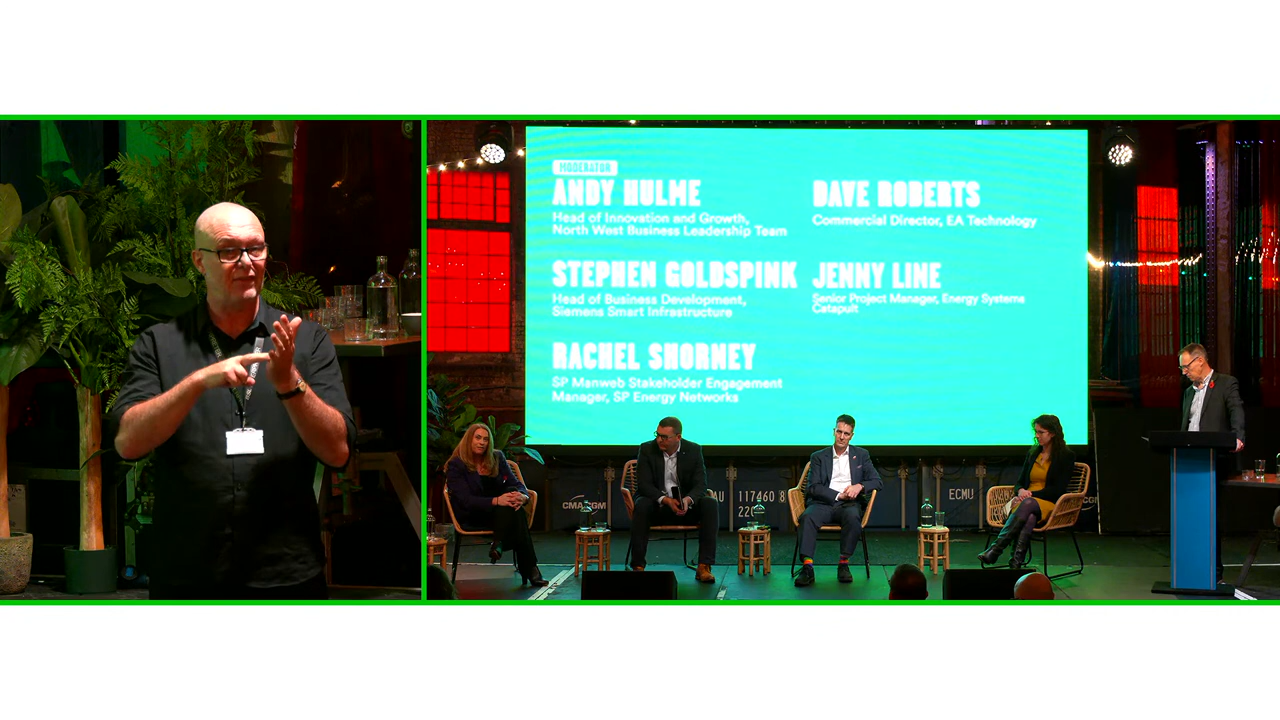 MODERATOR
ANDY HULME
Head of Innovation and Growth,
North West Business Leadership Team
STEPHEN GOLDSPINK
Head of Business Development,
Siemens Smart Infrastructure
RACHEL SHORNEY
SP Manweb Stakeholder Engagement
Manager, SP Energy Networks
DAVE ROBERTS
Commercial Director, EA Technology
JENNY LINE
Senior Project Manager, Energy Systems
Catapult
CMA CGM
117460 8
ECMU